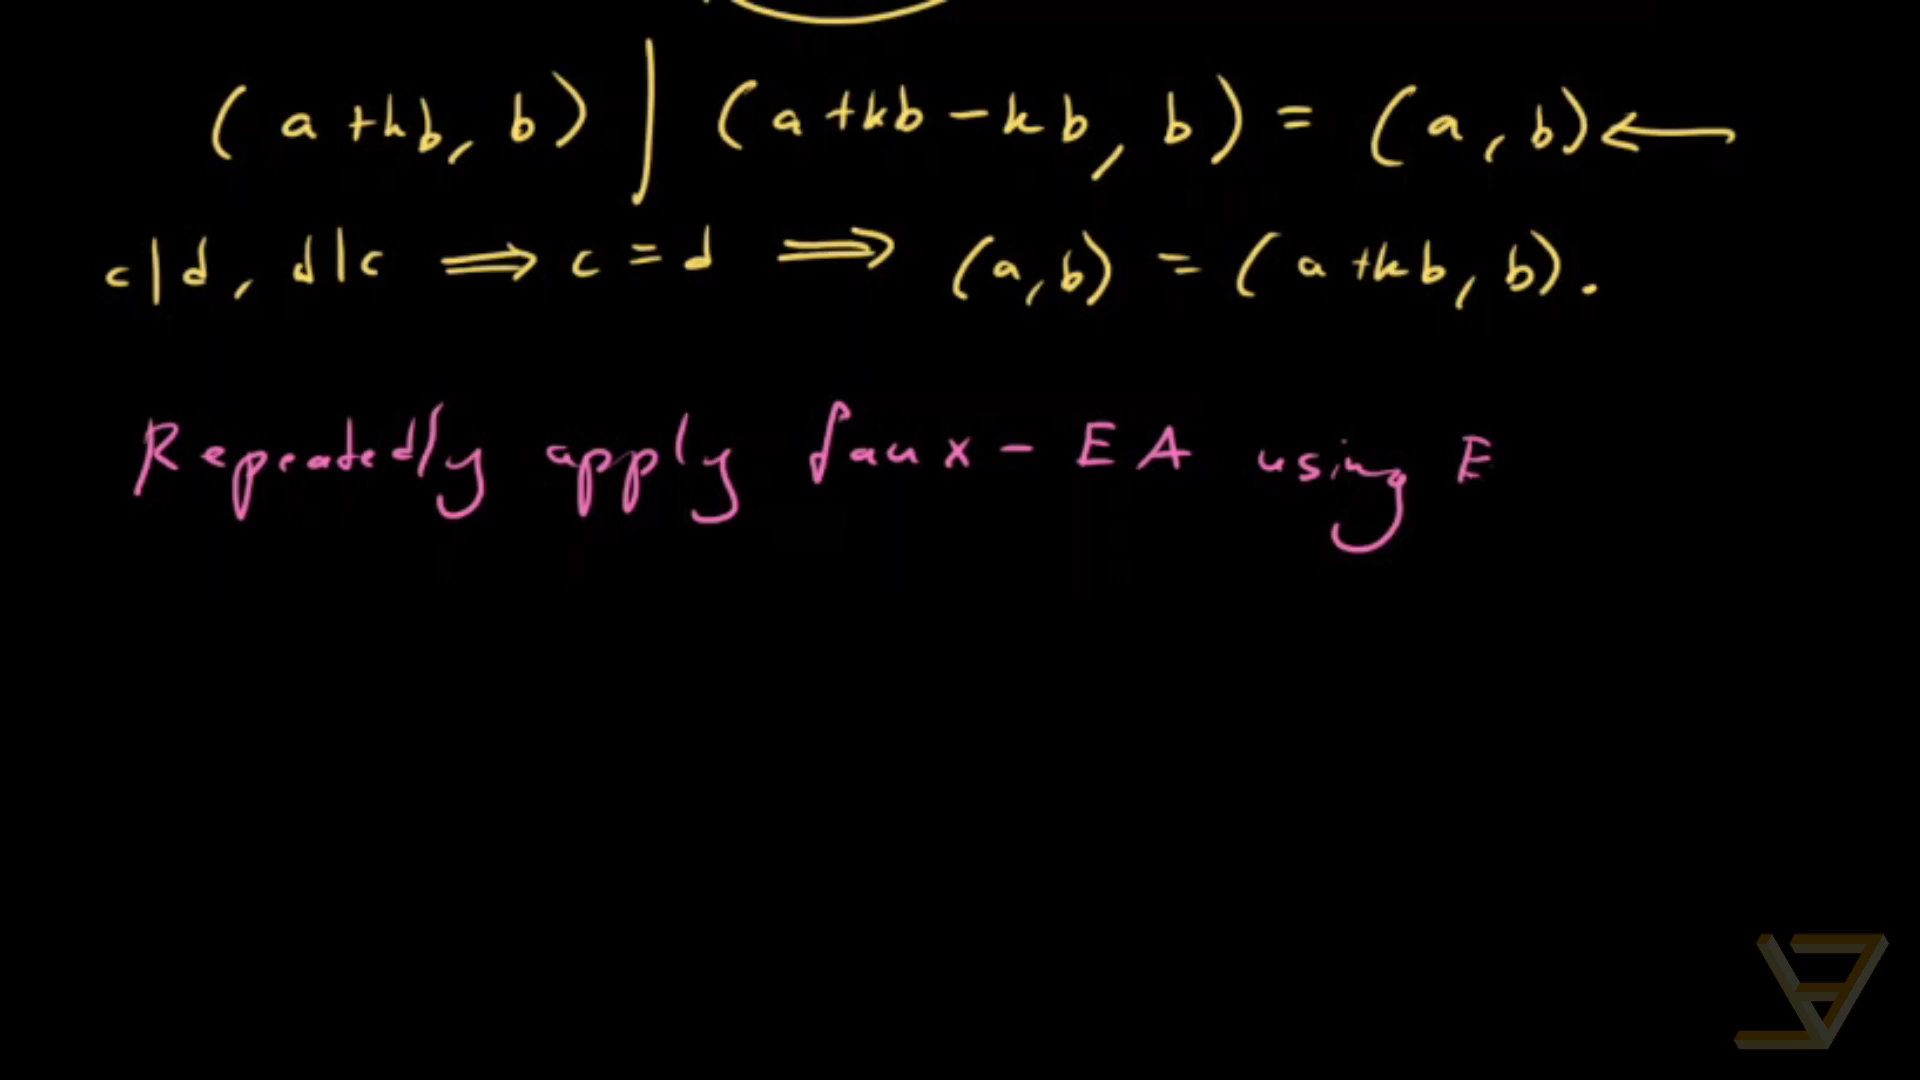 (a+kb, b) | (a+kb-kb, b) = (a, b) ←
c|d, d|c ⟹ c = d ⟹ (a, b) = (a+kb, b).
Repeatedly apply faux-EA using E